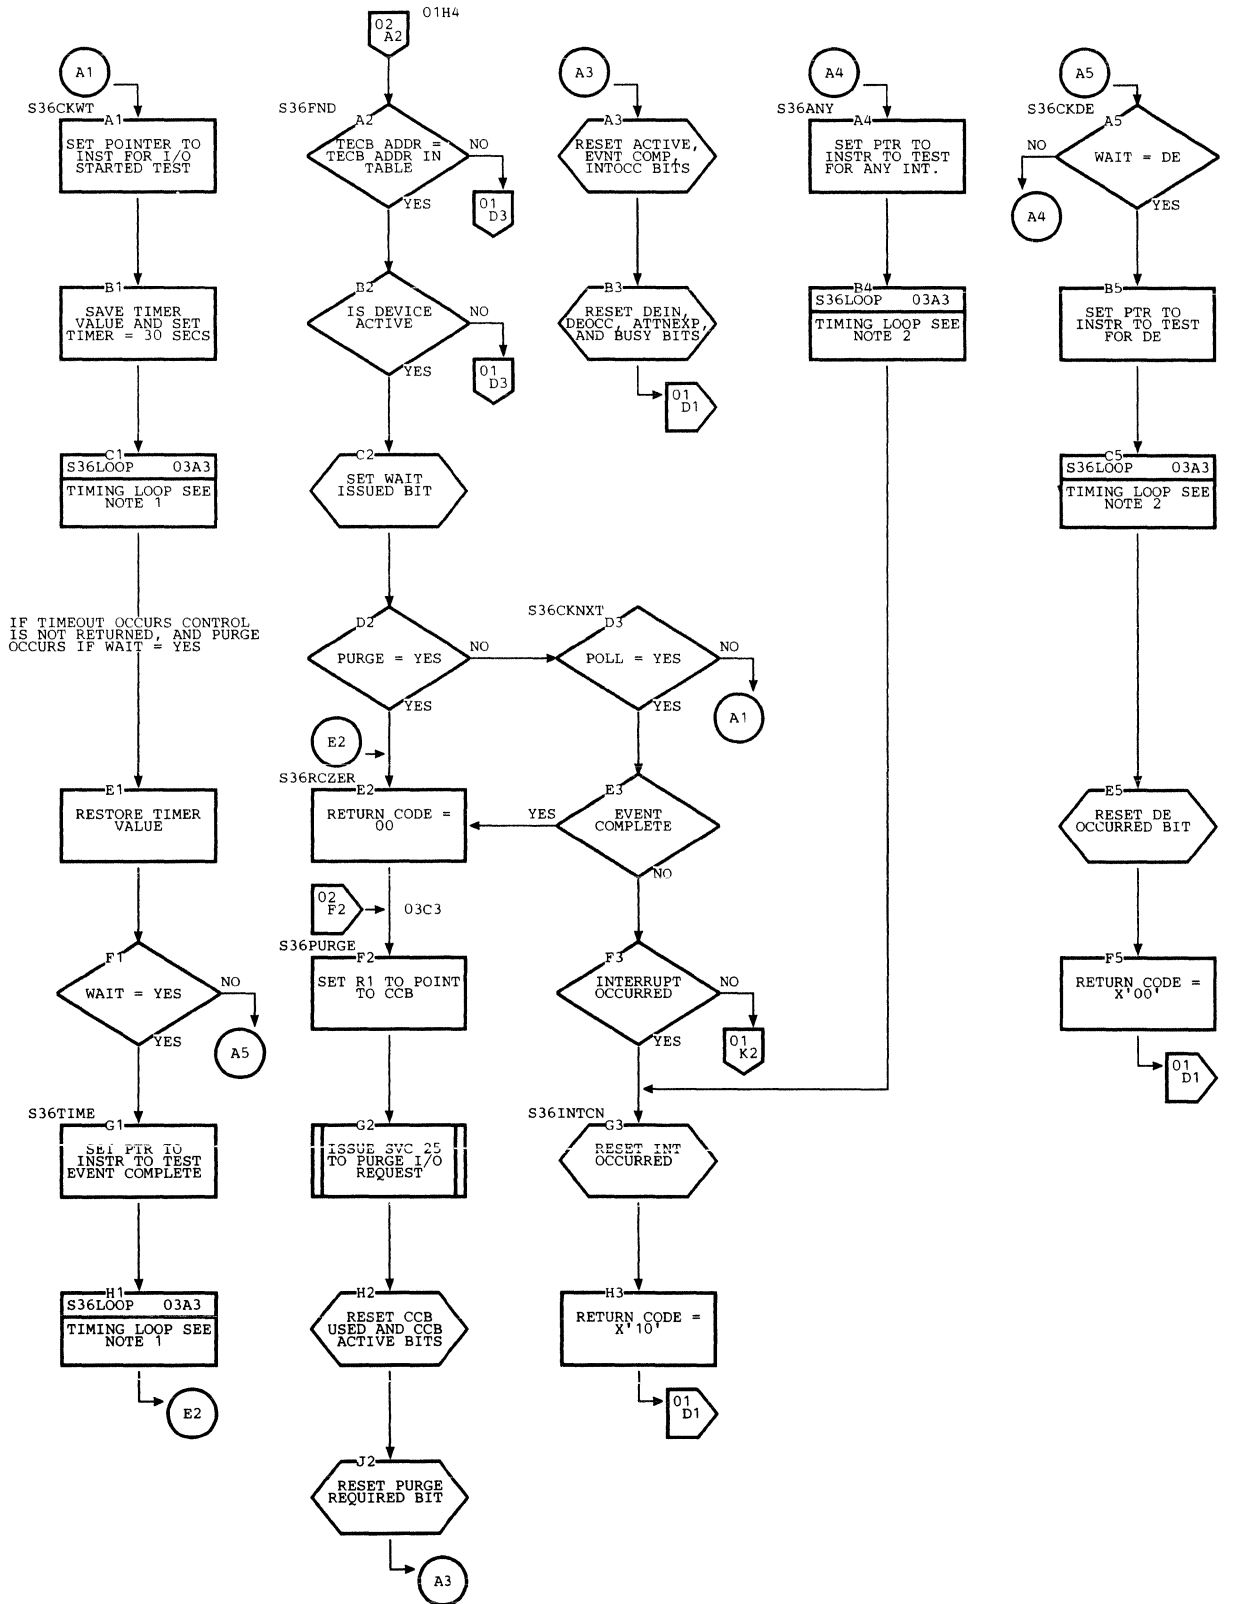 02
A2
01H4
A1
S36CKWT
A1
SET POINTER TO
INST FOR I/O
STARTED TEST
B1
SAVE TIMER
VALUE AND SET
TIMER = 30 SECS
C1
S36LOOP 03A3
TIMING LOOP SEE
NOTE 1
IF TIMEOUT OCCURS CONTROL
IS NOT RETURNED, AND PURGE
OCCURS IF WAIT = YES
E1
RESTORE TIMER
VALUE
F1
WAIT = YES
NO
YES
A5
S36TIME
G1
SET PTR TO
INSTR TO TEST
EVENT COMPLETE
H1
S36LOOP 03A3
TIMING LOOP SEE
NOTE 1
E2
S36FND
A2
TECB ADDR =
TECB ADDR IN
TABLE
NO
YES
01
D3
B2
IS DEVICE
ACTIVE
NO
YES
01
D3
C2
SET WAIT
ISSUED BIT
D2
PURGE = YES
NO
YES
E2
S36RCZER
E2
RETURN CODE =
00
02
F2
03C3
S36PURGE
F2
SET R1 TO POINT
TO CCB
G2
ISSUE SVC 25
TO PURGE I/O
REQUEST
H2
RESET CCB
USED AND CCB
ACTIVE BITS
J2
RESET PURGE
REQUIRED BIT
A3
A3
A3
RESET ACTIVE,
EVNT COMP,
INTOCC BITS
B3
RESET DEIN,
DEOCC, ATTNEXP,
AND BUSY BITS
01
D1
S36CKNXT
D3
POLL = YES
NO
YES
A1
E3
YES
EVENT
COMPLETE
NO
F3
INTERRUPT
OCCURRED
NO
YES
01
K2
S36INTCN
G3
RESET INT
OCCURRED
H3
RETURN CODE =
X'10'
01
D1
A4
S36ANY
A4
SET PTR TO
INSTR TO TEST
FOR ANY INT.
B4
S36LOOP 03A3
TIMING LOOP SEE
NOTE 2
A5
S36CKDE
A5
NO
WAIT = DE
YES
A4
B5
SET PTR TO
INSTR TO TEST
FOR DE
C5
S36LOOP 03A3
TIMING LOOP SEE
NOTE 2
E5
RESET DE
OCCURRED BIT
F5
RETURN CODE =
X'00'
01
D1